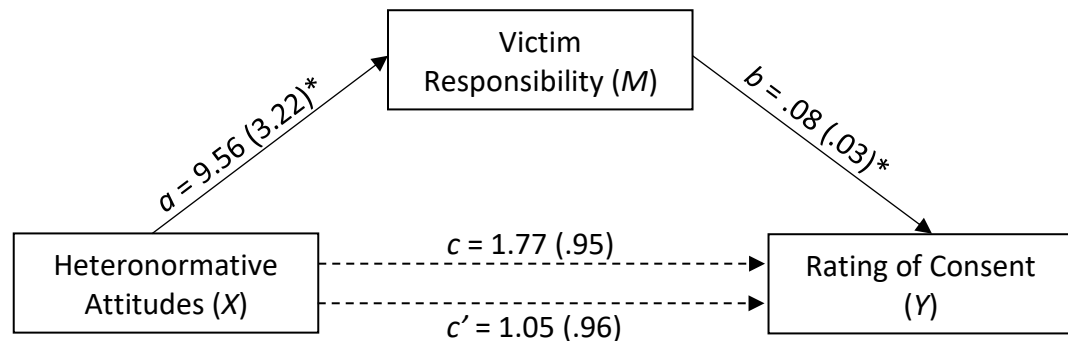 Victim
Responsibility (M)
a = 9.56 (3.22)*
b = .08 (.03)*
Heteronormative
Attitudes (X)
c = 1.77 (.95)
c’ = 1.05 (.96)
Rating of Consent
(Y)